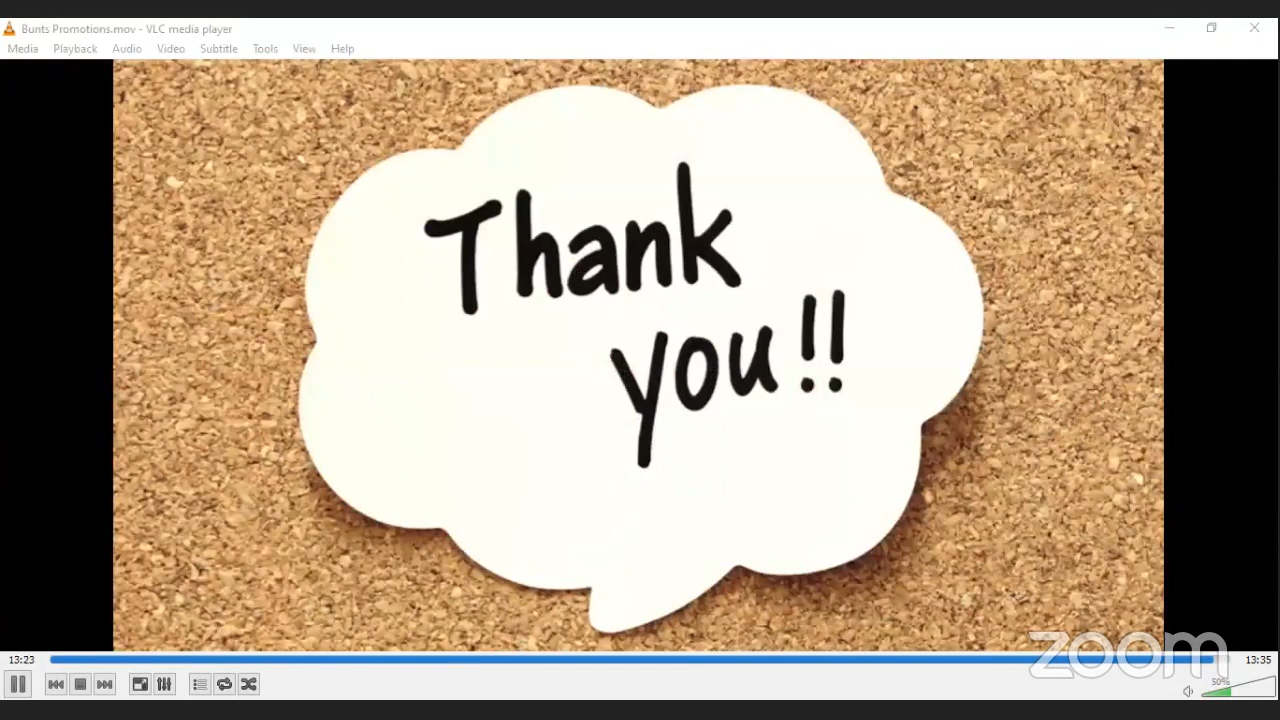 Bunts Promotions.mov - VLC media player
Media Playback Audio Video Subtitle Tools View Help
Thank
you!!
zoom
13:23
13:35
50%